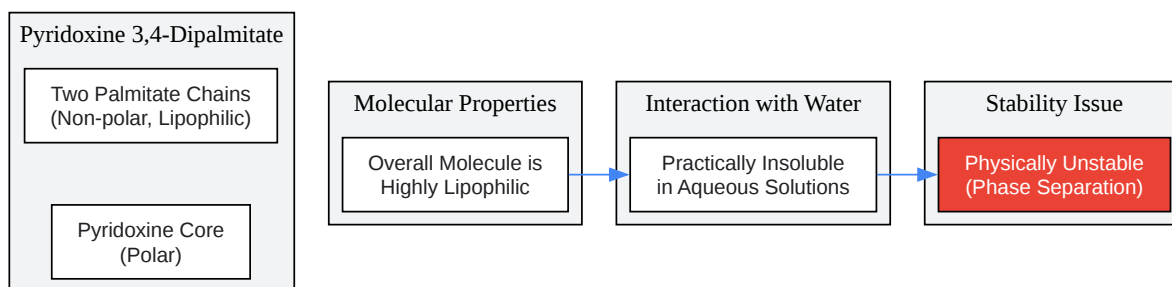 Pyridoxine 3,4-Dipalmitate
Two Palmitate Chains
(Non-polar, Lipophilic)
Pyridoxine Core
(Polar)
Molecular Properties
Overall Molecule is
Highly Lipophilic
Interaction with Water
Practically Insoluble
in Aqueous Solutions
Stability Issue
Physically Unstable
(Phase Separation)